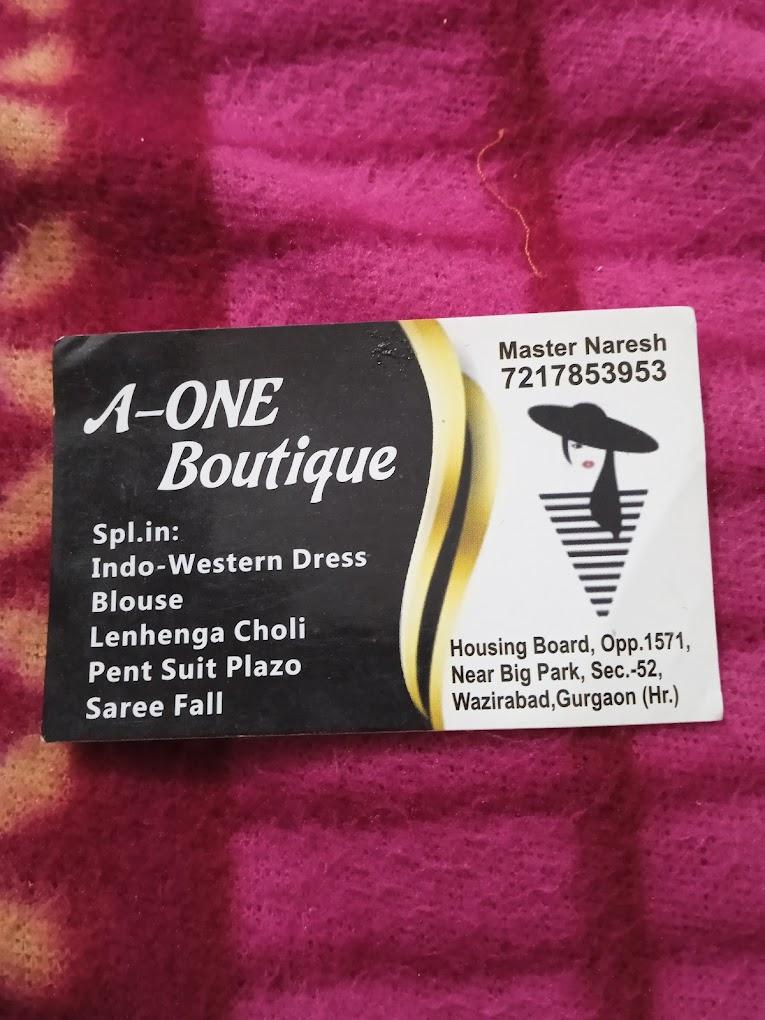 A-ONE
Boutique
Spl.in:
Indo-Western Dress
Blouse
Lenhenga Choli
Pent Suit Plazo
Saree Fall
Master Naresh
7217853953
Housing Board, Opp.1571,
Near Big Park, Sec.-52,
Wazirabad,Gurgaon (Hr.)